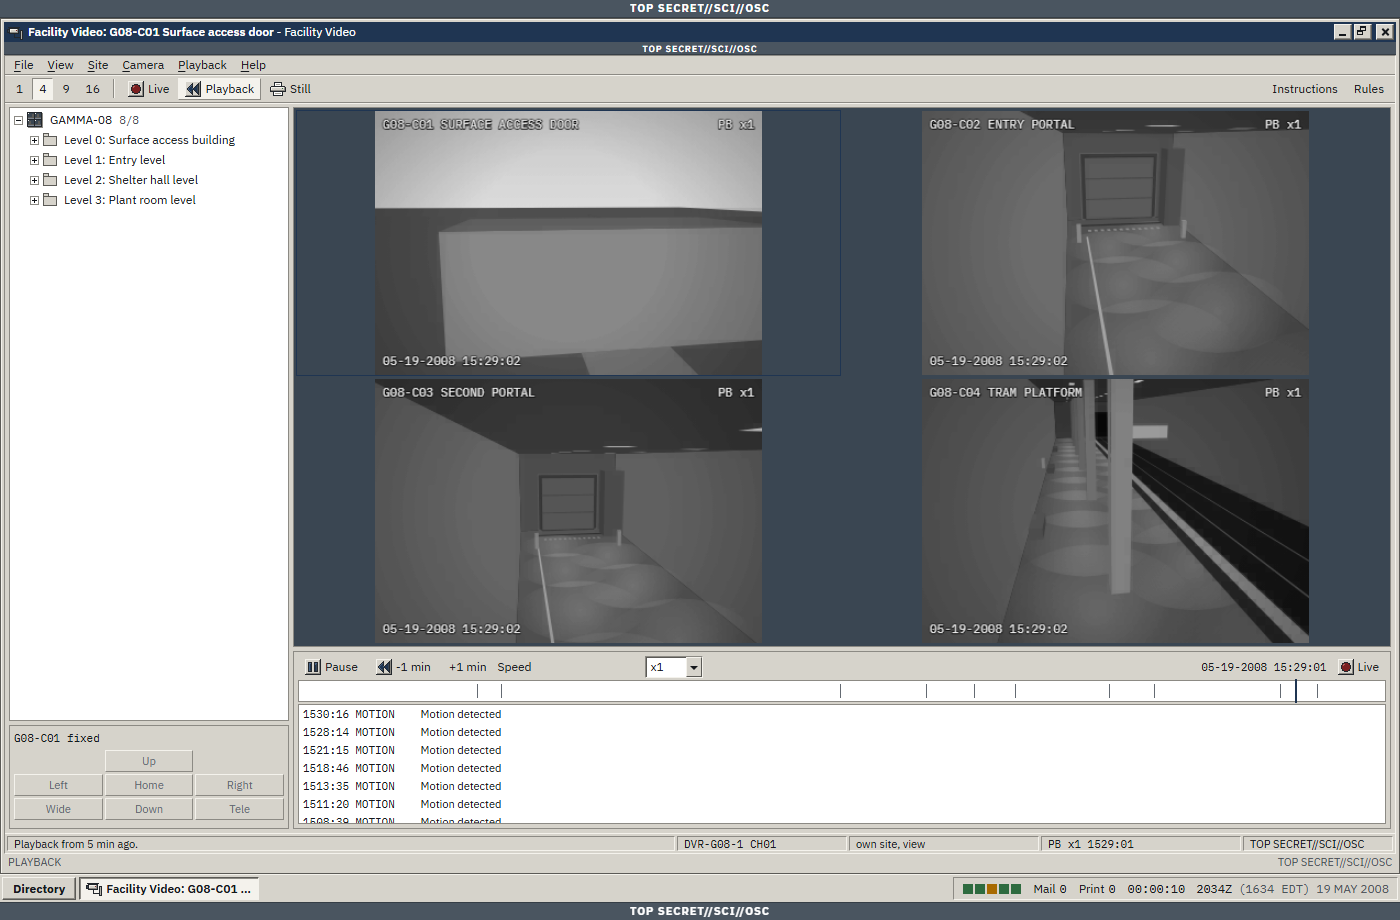 TOP SECRET//SCI//OSC
Facility Video: G08-C01 Surface access door - Facility Video
TOP SECRET//SCI//OSC
File View Site Camera Playback Help
1 4 9 16 Live Playback Still Instructions Rules
GAMMA-08 8/8
Level 0: Surface access building
Level 1: Entry level
Level 2: Shelter hall level
Level 3: Plant room level
G08-C01 SURFACE ACCESS DOOR PB x1
05-19-2008 15:29:02
G08-C02 ENTRY PORTAL PB x1
05-19-2008 15:29:02
G08-C03 SECOND PORTAL PB x1
05-19-2008 15:29:02
G08-C04 TRAM PLATFORM PB x1
05-19-2008 15:29:02
Pause -1 min +1 min Speed x1 05-19-2008 15:29:01 Live
1530:16 MOTION Motion detected
1528:14 MOTION Motion detected
1521:15 MOTION Motion detected
1518:46 MOTION Motion detected
1513:35 MOTION Motion detected
1511:20 MOTION Motion detected
1508:39 MOTION Motion detected
G08-C01 fixed
Up
Left Home Right
Wide Down Tele
Playback from 5 min ago. DVR-G08-1 CH01 own site, view PB x1 1529:01 TOP SECRET//SCI//OSC
PLAYBACK TOP SECRET//SCI//OSC
Directory Facility Video: G08-C01 ... Mail 0 Print 0 00:00:10 2034Z (1634 EDT) 19 MAY 2008
TOP SECRET//SCI//OSC